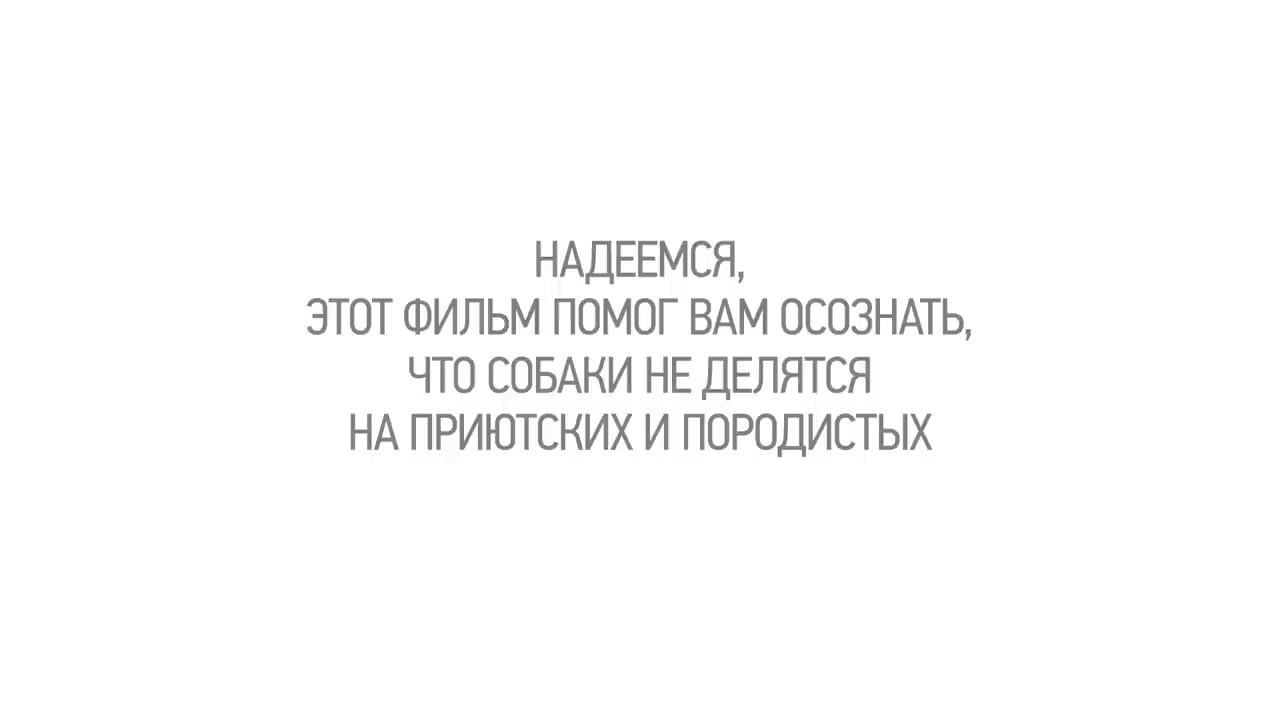 НАДЕЕМСЯ,
ЭТОТ ФИЛЬМ ПОМОГ ВАМ ОСОЗНАТЬ,
ЧТО СОБАКИ НЕ ДЕЛЯТСЯ
НА ПРИЮТСКИХ И ПОРОДИСТЫХ